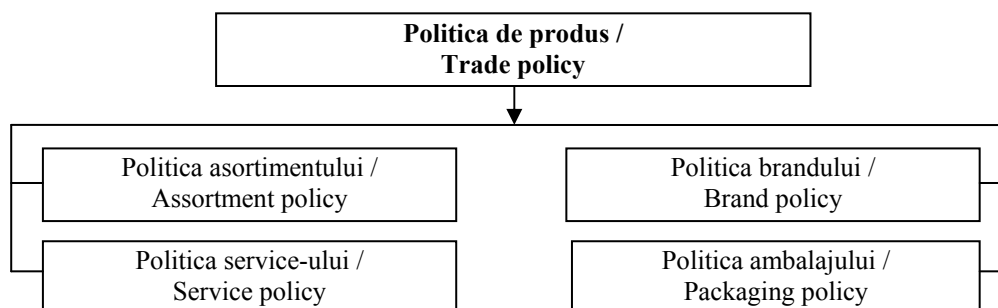 Politica de produs /
Trade policy
Politica asortimentului /
Assortment policy
Politica brandului /
Brand policy
Politica service-ului /
Service policy
Politica ambalajului /
Packaging policy